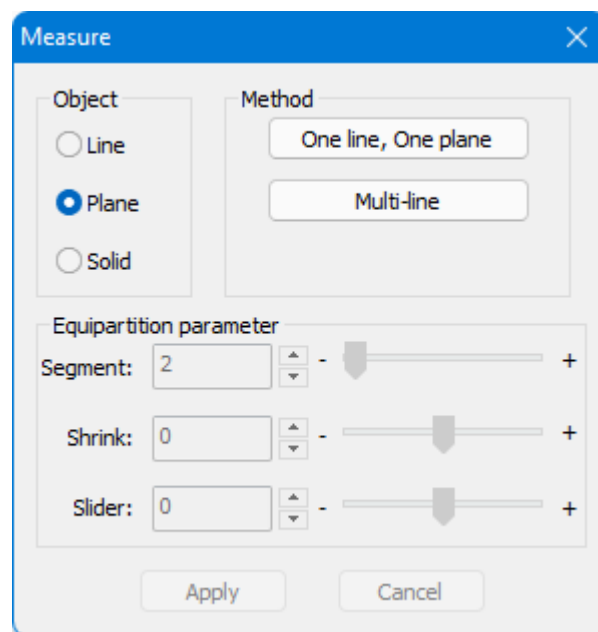 Measure
Object
Line
Plane
Solid
Method
One line, One plane
Multi-line
Equipartition parameter
Segment: 2 - +
Shrink: 0 - +
Slider: 0 - +
Apply Cancel